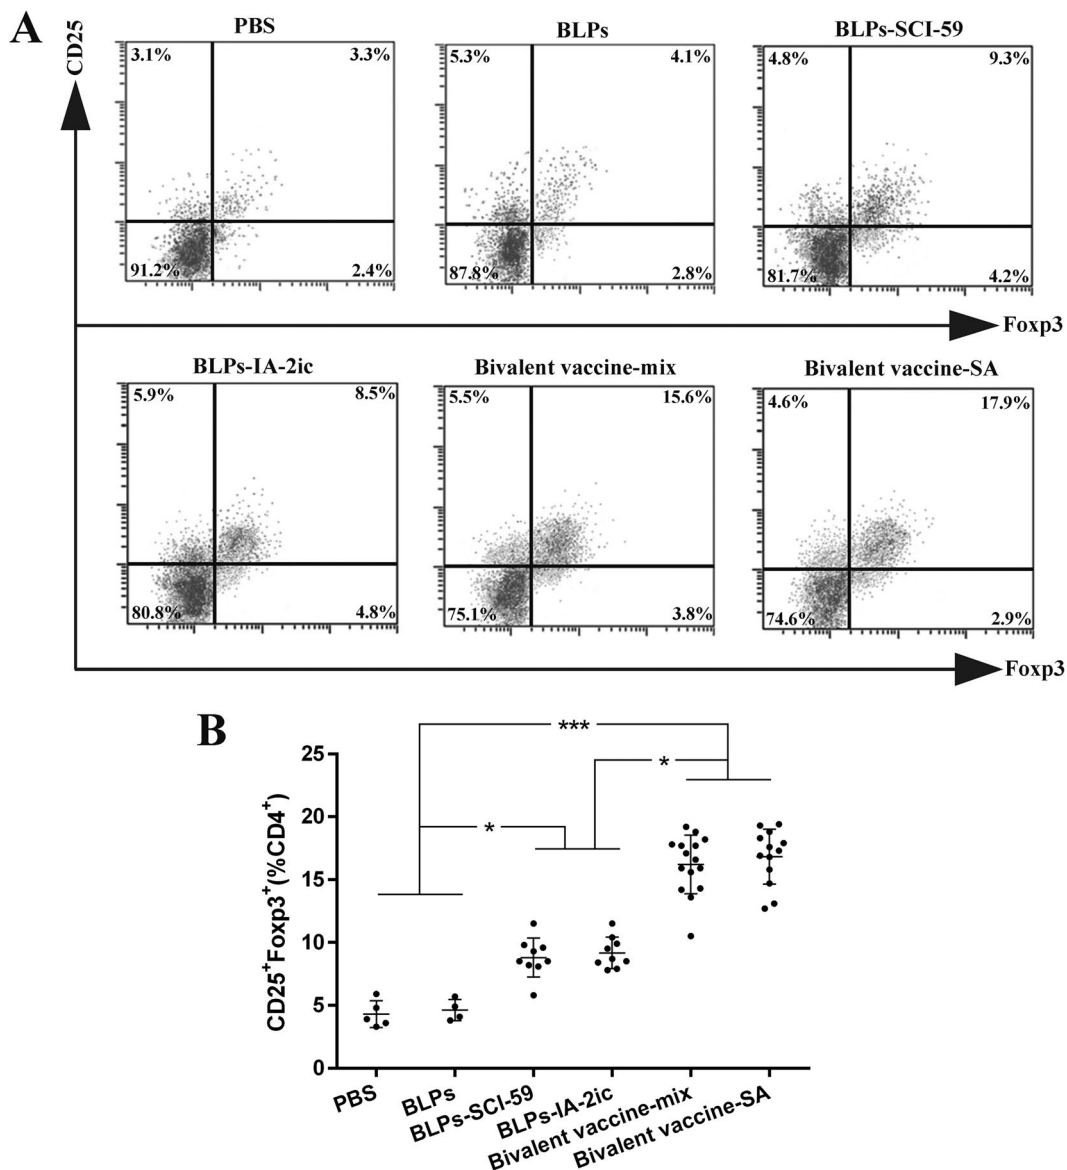 A
CD25
PBS
BLPs
BLPs-SCI-59
3.1% 3.3%
5.3% 4.1%
4.8% 9.3%
91.2% 2.4%
87.8% 2.8%
81.7% 4.2%
Foxp3
BLPs-IA-2ic
Bivalent vaccine-mix
Bivalent vaccine-SA
5.9% 8.5%
5.5% 15.6%
4.6% 17.9%
80.8% 4.8%
75.1% 3.8%
74.6% 2.9%
Foxp3
B
***
*
*
CD25⁺Foxp3⁺(%CD4⁺)
25
20
15
10
5
0
PBS
BLPs
BLPs-SCI-59
BLPs-IA-2ic
Bivalent vaccine-mix
Bivalent vaccine-SA